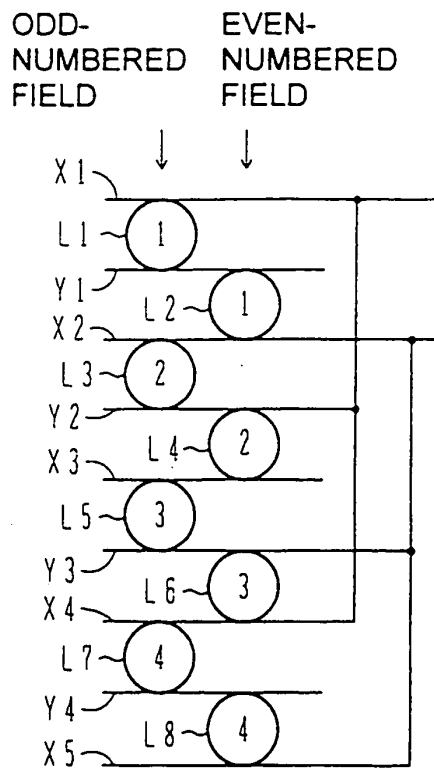 ODD-
NUMBERED
FIELD
EVEN-
NUMBERED
FIELD
X1
L1
1
Y1
L2
1
X2
L3
2
Y2
L4
2
X3
L5
3
Y3
L6
3
X4
L7
4
Y4
L8
4
X5